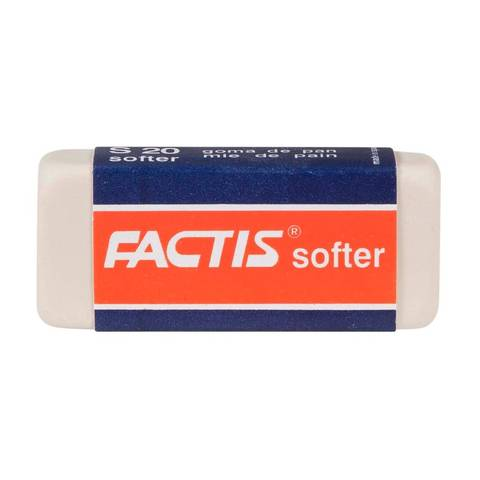 S 20
softer
goma de pan
mie de pain
FACTIS® softer